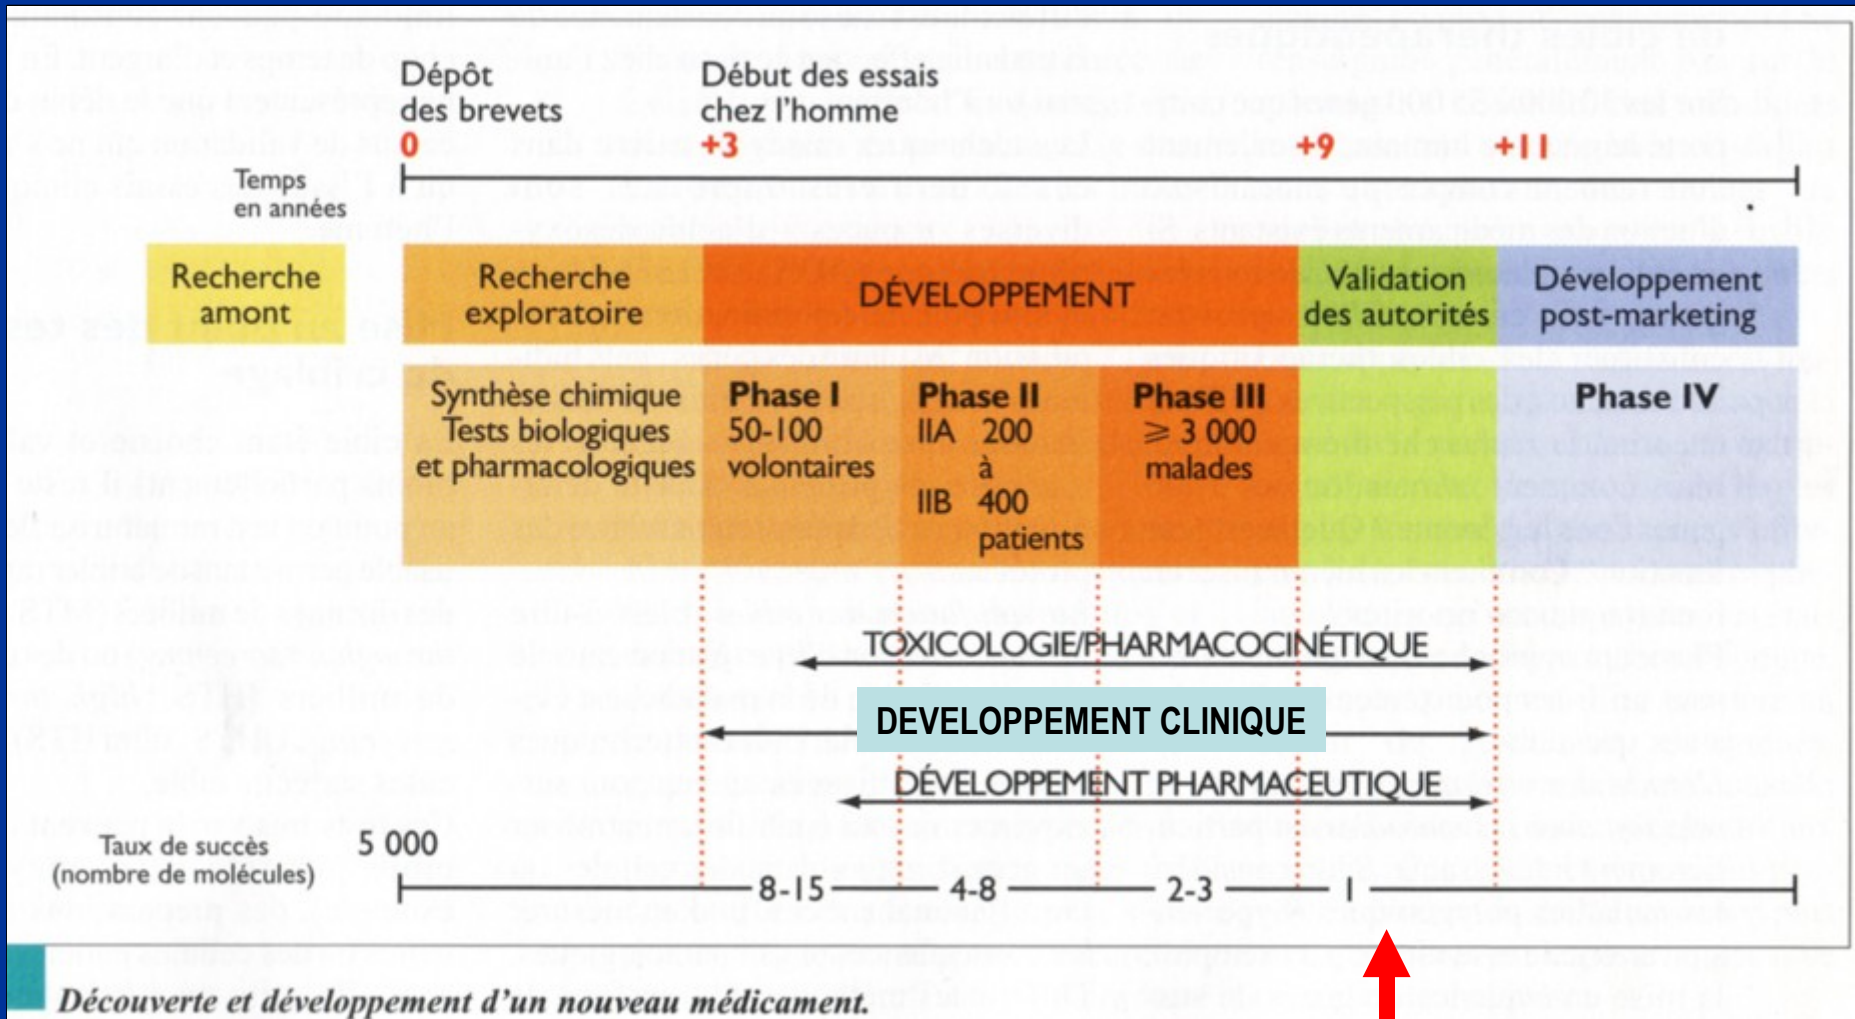 Dépôt
des brevets
Début des essais
chez l'homme
0
+3
+9
+11
Temps
en années
Recherche
amont
Recherche
exploratoire
DÉVELOPPEMENT
Validation
des autorités
Développement
post-marketing
Synthèse chimique
Tests biologiques
et pharmacologiques
Phase I
50-100
volontaires
Phase II
IIA 200
à
IIB 400
patients
Phase III
⩾ 3 000
malades
Phase IV
TOXICOLOGIE/PHARMACOCINÉTIQUE
DEVELOPPEMENT CLINIQUE
DÉVELOPPEMENT PHARMACEUTIQUE
Taux de succès
(nombre de molécules)
5 000
8-15
4-8
2-3
1
Découverte et développement d'un nouveau médicament.